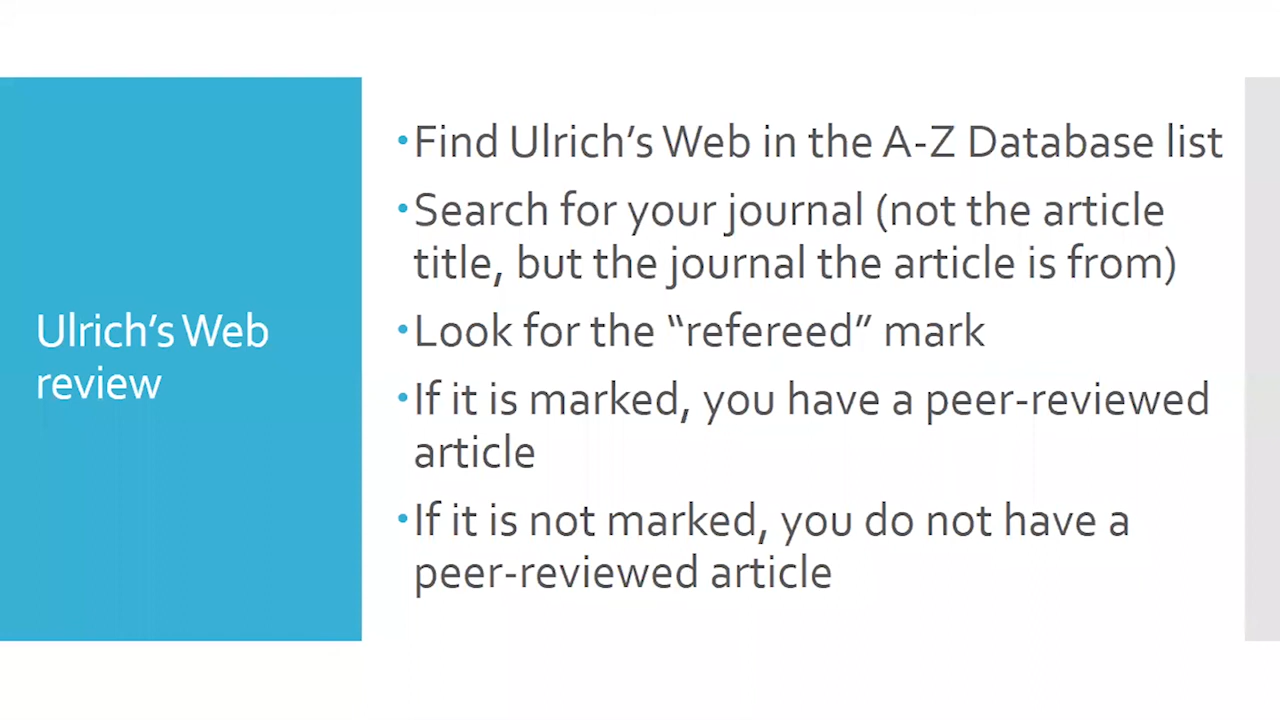 Ulrich's Web
review
•Find Ulrich's Web in the A-Z Database list
•Search for your journal (not the article
title, but the journal the article is from)
•Look for the “refereed” mark
•If it is marked, you have a peer-reviewed
article
•If it is not marked, you do not have a
peer-reviewed article